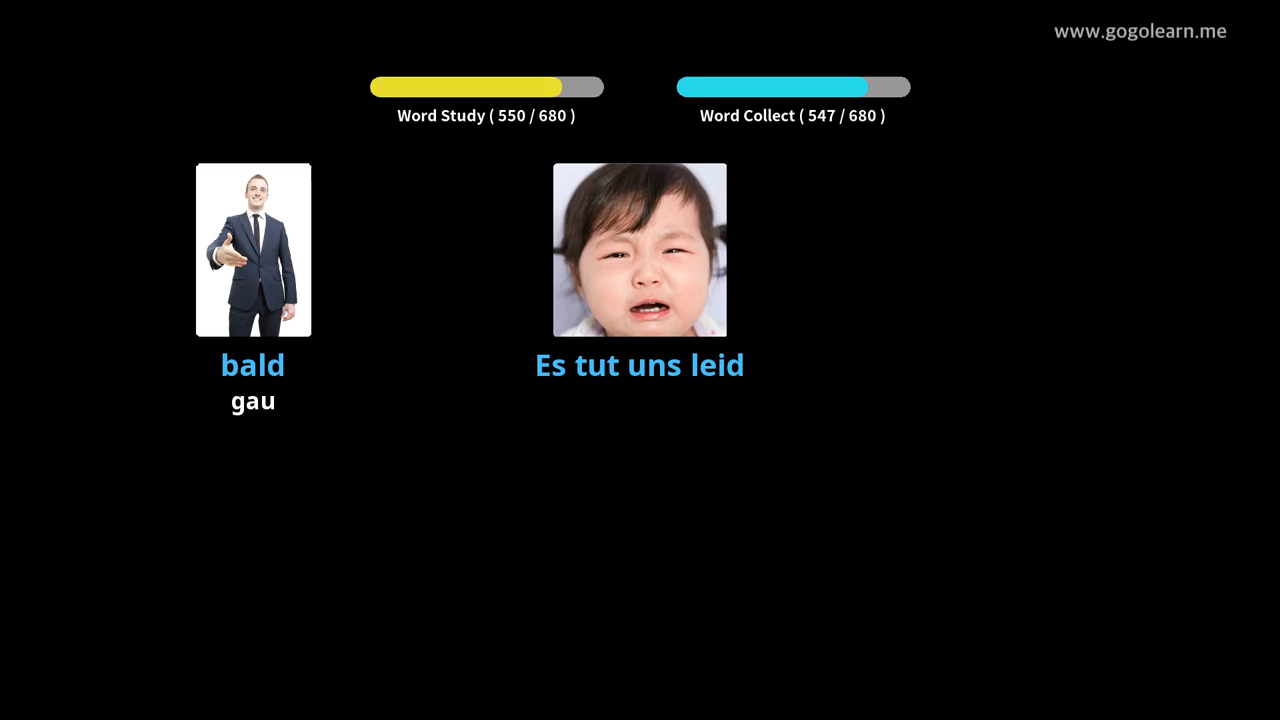 www.gogolearn.me
Word Study ( 550 / 680 )
Word Collect ( 547 / 680 )
bald
gau
Es tut uns leid